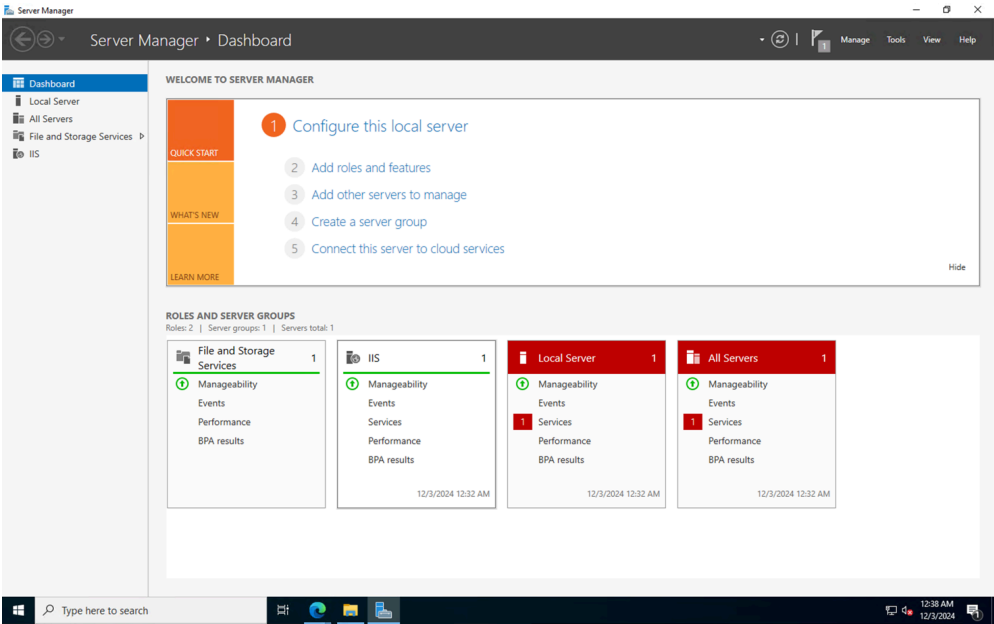 Server Manager
Server Manager ‣ Dashboard
1
Manage
Tools
View
Help
Dashboard
Local Server
All Servers
File and Storage Services
IIS
WELCOME TO SERVER MANAGER
QUICK START
WHAT'S NEW
LEARN MORE
1 Configure this local server
2 Add roles and features
3 Add other servers to manage
4 Create a server group
5 Connect this server to cloud services
Hide
ROLES AND SERVER GROUPS
Roles: 2 | Server groups: 1 | Servers total: 1
File and Storage
Services
1
Manageability
Events
Performance
BPA results
IIS 1
Manageability
Events
Services
Performance
BPA results
12/3/2024 12:32 AM
Local Server 1
Manageability
Events
1 Services
Performance
BPA results
12/3/2024 12:32 AM
All Servers 1
Manageability
Events
1 Services
Performance
BPA results
12/3/2024 12:32 AM
Type here to search
12:38 AM
12/3/2024
1